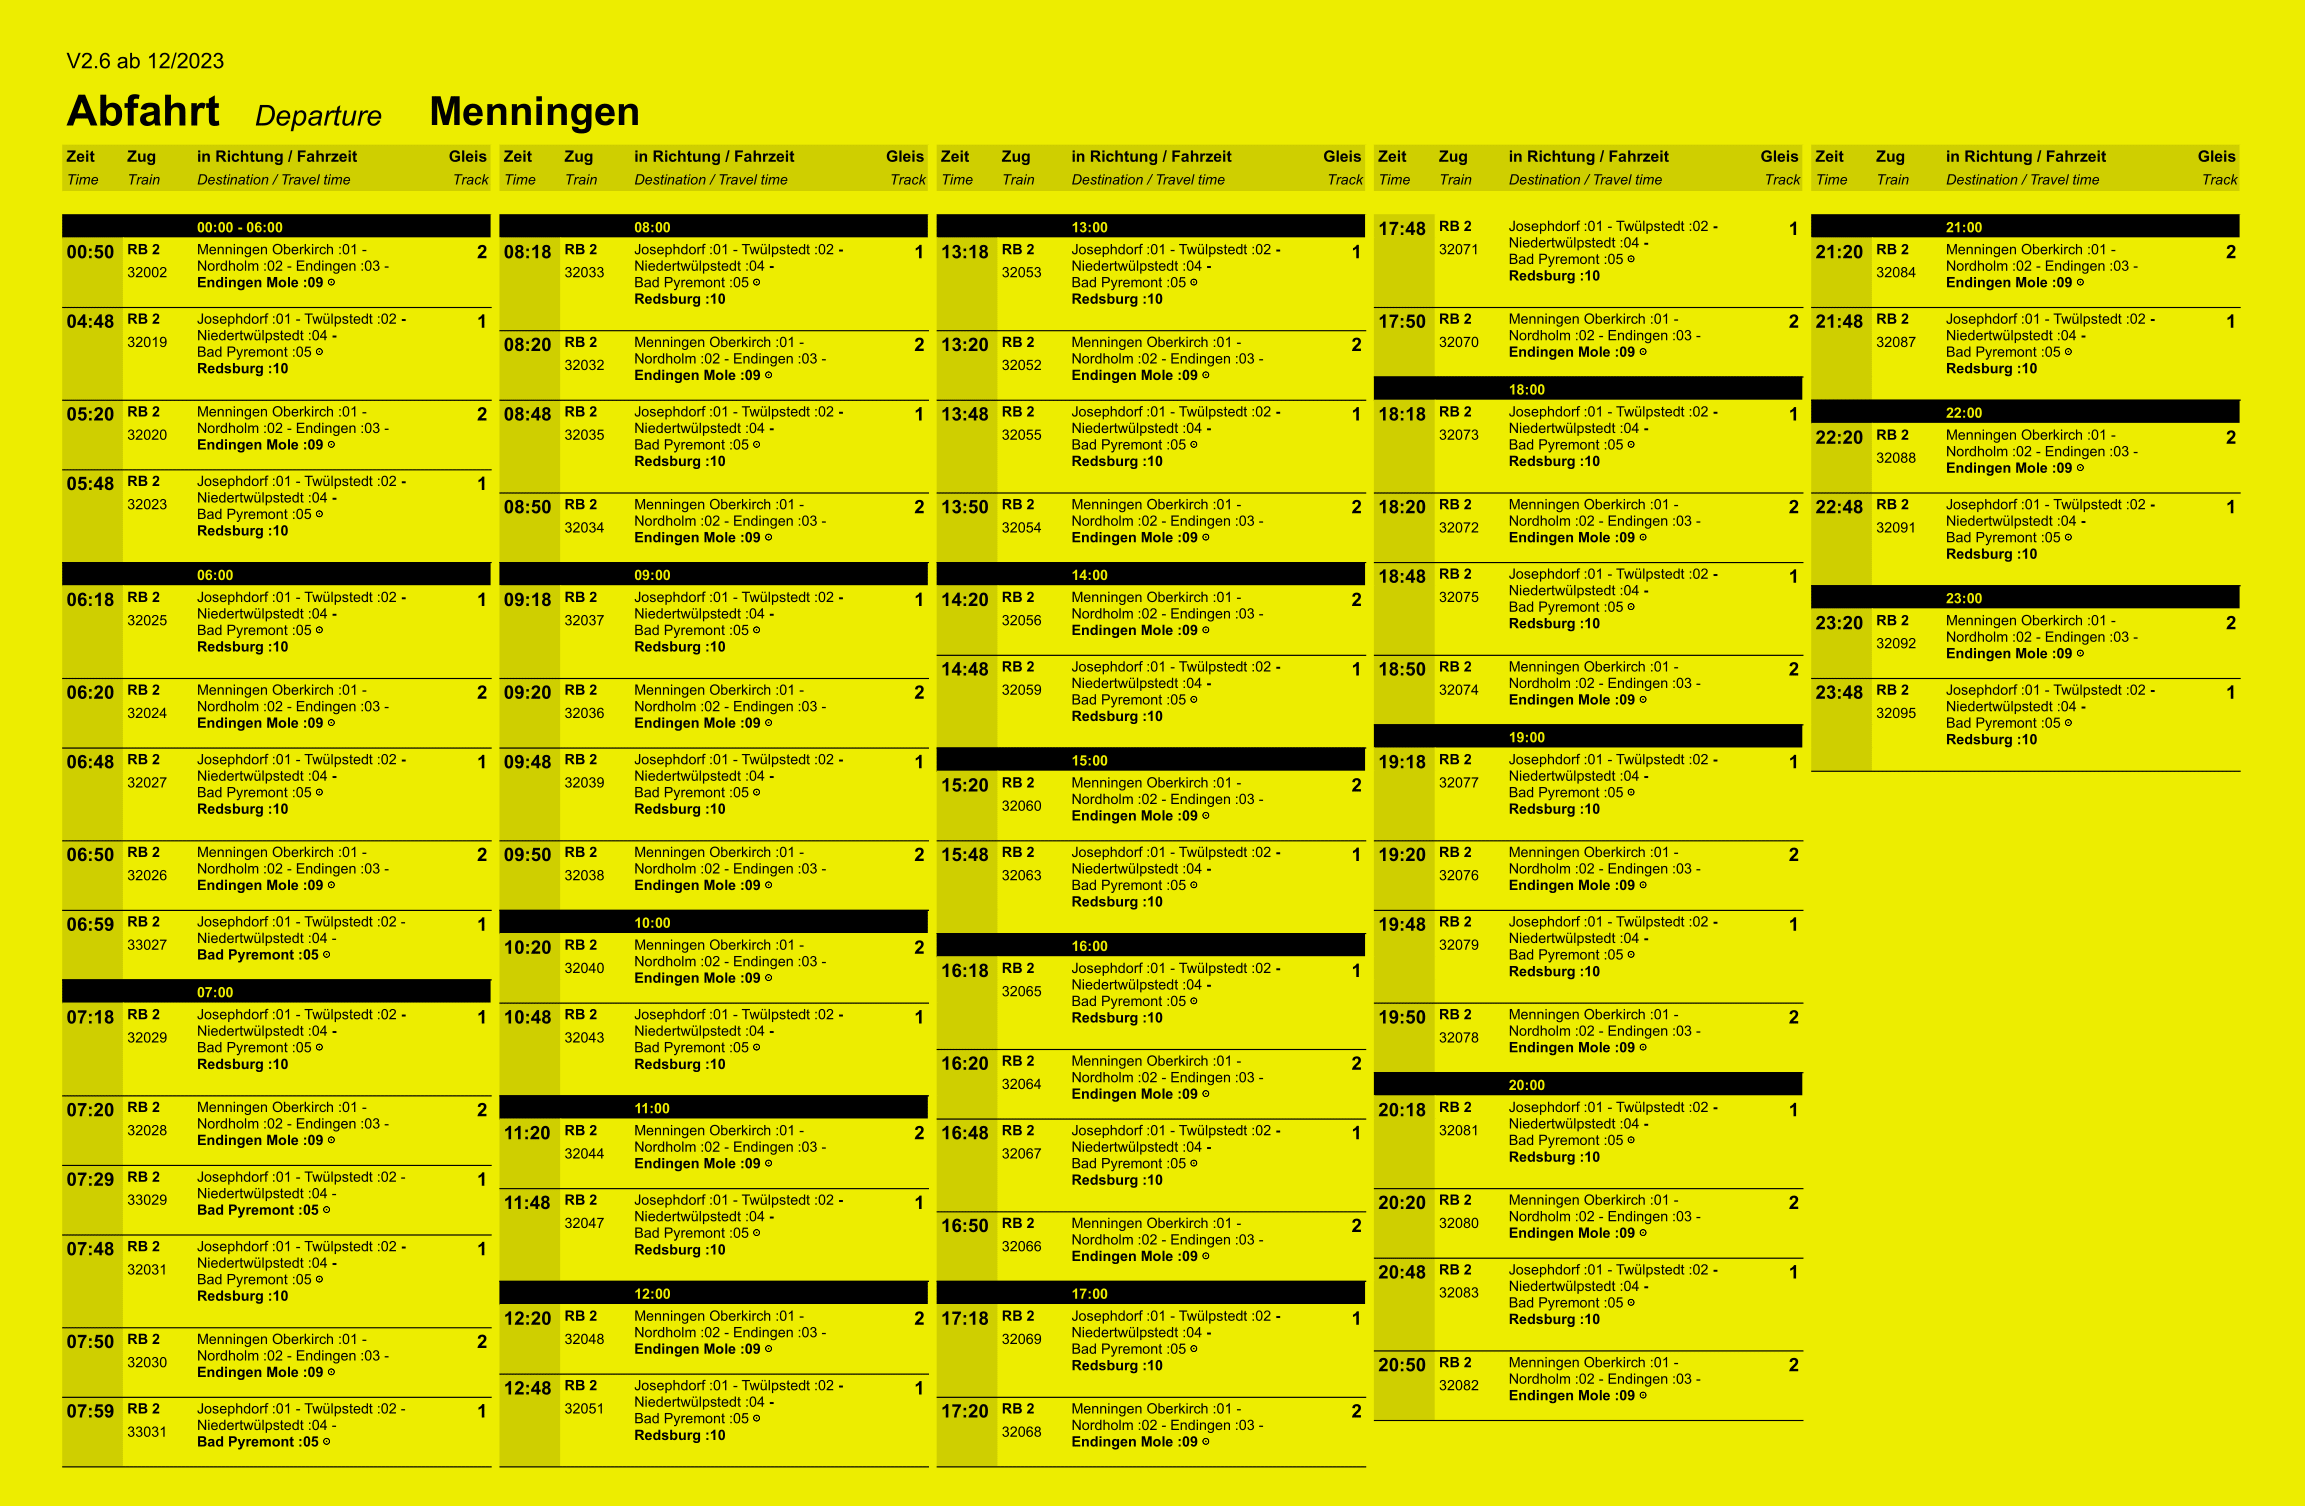 V2.6 ab 12/2023
Abfahrt Departure Menningen
Zeit Zug in Richtung / Fahrzeit Gleis
Time Train Destination / Travel time Track
00:00 - 06:00
00:50 RB 2 Menningen Oberkirch :01 - 2
32002 Nordholm :02 - Endingen :03 -
Endingen Mole :09 ⊙
04:48 RB 2 Josephdorf :01 - Twülpstedt :02 - 1
32019 Niedertwülpstedt :04 -
Bad Pyremont :05 ⊙
Redsburg :10
05:20 RB 2 Menningen Oberkirch :01 - 2
32020 Nordholm :02 - Endingen :03 -
Endingen Mole :09 ⊙
05:48 RB 2 Josephdorf :01 - Twülpstedt :02 - 1
32023 Niedertwülpstedt :04 -
Bad Pyremont :05 ⊙
Redsburg :10
06:00
06:18 RB 2 Josephdorf :01 - Twülpstedt :02 - 1
32025 Niedertwülpstedt :04 -
Bad Pyremont :05 ⊙
Redsburg :10
06:20 RB 2 Menningen Oberkirch :01 - 2
32024 Nordholm :02 - Endingen :03 -
Endingen Mole :09 ⊙
06:48 RB 2 Josephdorf :01 - Twülpstedt :02 - 1
32027 Niedertwülpstedt :04 -
Bad Pyremont :05 ⊙
Redsburg :10
06:50 RB 2 Menningen Oberkirch :01 - 2
32026 Nordholm :02 - Endingen :03 -
Endingen Mole :09 ⊙
06:59 RB 2 Josephdorf :01 - Twülpstedt :02 - 1
33027 Niedertwülpstedt :04 -
Bad Pyremont :05 ⊙
07:00
07:18 RB 2 Josephdorf :01 - Twülpstedt :02 - 1
32029 Niedertwülpstedt :04 -
Bad Pyremont :05 ⊙
Redsburg :10
07:20 RB 2 Menningen Oberkirch :01 - 2
32028 Nordholm :02 - Endingen :03 -
Endingen Mole :09 ⊙
07:29 RB 2 Josephdorf :01 - Twülpstedt :02 - 1
33029 Niedertwülpstedt :04 -
Bad Pyremont :05 ⊙
07:48 RB 2 Josephdorf :01 - Twülpstedt :02 - 1
32031 Niedertwülpstedt :04 -
Bad Pyremont :05 ⊙
Redsburg :10
07:50 RB 2 Menningen Oberkirch :01 - 2
32030 Nordholm :02 - Endingen :03 -
Endingen Mole :09 ⊙
07:59 RB 2 Josephdorf :01 - Twülpstedt :02 - 1
33031 Niedertwülpstedt :04 -
Bad Pyremont :05 ⊙
Zeit Zug in Richtung / Fahrzeit Gleis
Time Train Destination / Travel time Track
08:00
08:18 RB 2 Josephdorf :01 - Twülpstedt :02 - 1
32033 Niedertwülpstedt :04 -
Bad Pyremont :05 ⊙
Redsburg :10
08:20 RB 2 Menningen Oberkirch :01 - 2
32032 Nordholm :02 - Endingen :03 -
Endingen Mole :09 ⊙
08:48 RB 2 Josephdorf :01 - Twülpstedt :02 - 1
32035 Niedertwülpstedt :04 -
Bad Pyremont :05 ⊙
Redsburg :10
08:50 RB 2 Menningen Oberkirch :01 - 2
32034 Nordholm :02 - Endingen :03 -
Endingen Mole :09 ⊙
09:00
09:18 RB 2 Josephdorf :01 - Twülpstedt :02 - 1
32037 Niedertwülpstedt :04 -
Bad Pyremont :05 ⊙
Redsburg :10
09:20 RB 2 Menningen Oberkirch :01 - 2
32036 Nordholm :02 - Endingen :03 -
Endingen Mole :09 ⊙
09:48 RB 2 Josephdorf :01 - Twülpstedt :02 - 1
32039 Niedertwülpstedt :04 -
Bad Pyremont :05 ⊙
Redsburg :10
09:50 RB 2 Menningen Oberkirch :01 - 2
32038 Nordholm :02 - Endingen :03 -
Endingen Mole :09 ⊙
10:00
10:20 RB 2 Menningen Oberkirch :01 - 2
32040 Nordholm :02 - Endingen :03 -
Endingen Mole :09 ⊙
10:48 RB 2 Josephdorf :01 - Twülpstedt :02 - 1
32043 Niedertwülpstedt :04 -
Bad Pyremont :05 ⊙
Redsburg :10
11:00
11:20 RB 2 Menningen Oberkirch :01 - 2
32044 Nordholm :02 - Endingen :03 -
Endingen Mole :09 ⊙
11:48 RB 2 Josephdorf :01 - Twülpstedt :02 - 1
32047 Niedertwülpstedt :04 -
Bad Pyremont :05 ⊙
Redsburg :10
12:00
12:20 RB 2 Menningen Oberkirch :01 - 2
32048 Nordholm :02 - Endingen :03 -
Endingen Mole :09 ⊙
12:48 RB 2 Josephdorf :01 - Twülpstedt :02 - 1
32051 Niedertwülpstedt :04 -
Bad Pyremont :05 ⊙
Redsburg :10
Zeit Zug in Richtung / Fahrzeit Gleis
Time Train Destination / Travel time Track
13:00
13:18 RB 2 Josephdorf :01 - Twülpstedt :02 - 1
32053 Niedertwülpstedt :04 -
Bad Pyremont :05 ⊙
Redsburg :10
13:20 RB 2 Menningen Oberkirch :01 - 2
32052 Nordholm :02 - Endingen :03 -
Endingen Mole :09 ⊙
13:48 RB 2 Josephdorf :01 - Twülpstedt :02 - 1
32055 Niedertwülpstedt :04 -
Bad Pyremont :05 ⊙
Redsburg :10
13:50 RB 2 Menningen Oberkirch :01 - 2
32054 Nordholm :02 - Endingen :03 -
Endingen Mole :09 ⊙
14:00
14:20 RB 2 Menningen Oberkirch :01 - 2
32056 Nordholm :02 - Endingen :03 -
Endingen Mole :09 ⊙
14:48 RB 2 Josephdorf :01 - Twülpstedt :02 - 1
32059 Niedertwülpstedt :04 -
Bad Pyremont :05 ⊙
Redsburg :10
15:00
15:20 RB 2 Menningen Oberkirch :01 - 2
32060 Nordholm :02 - Endingen :03 -
Endingen Mole :09 ⊙
15:48 RB 2 Josephdorf :01 - Twülpstedt :02 - 1
32063 Niedertwülpstedt :04 -
Bad Pyremont :05 ⊙
Redsburg :10
16:00
16:18 RB 2 Josephdorf :01 - Twülpstedt :02 - 1
32065 Niedertwülpstedt :04 -
Bad Pyremont :05 ⊙
Redsburg :10
16:20 RB 2 Menningen Oberkirch :01 - 2
32064 Nordholm :02 - Endingen :03 -
Endingen Mole :09 ⊙
16:48 RB 2 Josephdorf :01 - Twülpstedt :02 - 1
32067 Niedertwülpstedt :04 -
Bad Pyremont :05 ⊙
Redsburg :10
16:50 RB 2 Menningen Oberkirch :01 - 2
32066 Nordholm :02 - Endingen :03 -
Endingen Mole :09 ⊙
17:00
17:18 RB 2 Josephdorf :01 - Twülpstedt :02 - 1
32069 Niedertwülpstedt :04 -
Bad Pyremont :05 ⊙
Redsburg :10
17:20 RB 2 Menningen Oberkirch :01 - 2
32068 Nordholm :02 - Endingen :03 -
Endingen Mole :09 ⊙
Zeit Zug in Richtung / Fahrzeit Gleis
Time Train Destination / Travel time Track
17:48 RB 2 Josephdorf :01 - Twülpstedt :02 - 1
32071 Niedertwülpstedt :04 -
Bad Pyremont :05 ⊙
Redsburg :10
17:50 RB 2 Menningen Oberkirch :01 - 2
32070 Nordholm :02 - Endingen :03 -
Endingen Mole :09 ⊙
18:00
18:18 RB 2 Josephdorf :01 - Twülpstedt :02 - 1
32073 Niedertwülpstedt :04 -
Bad Pyremont :05 ⊙
Redsburg :10
18:20 RB 2 Menningen Oberkirch :01 - 2
32072 Nordholm :02 - Endingen :03 -
Endingen Mole :09 ⊙
18:48 RB 2 Josephdorf :01 - Twülpstedt :02 - 1
32075 Niedertwülpstedt :04 -
Bad Pyremont :05 ⊙
Redsburg :10
18:50 RB 2 Menningen Oberkirch :01 - 2
32074 Nordholm :02 - Endingen :03 -
Endingen Mole :09 ⊙
19:00
19:18 RB 2 Josephdorf :01 - Twülpstedt :02 - 1
32077 Niedertwülpstedt :04 -
Bad Pyremont :05 ⊙
Redsburg :10
19:20 RB 2 Menningen Oberkirch :01 - 2
32076 Nordholm :02 - Endingen :03 -
Endingen Mole :09 ⊙
19:48 RB 2 Josephdorf :01 - Twülpstedt :02 - 1
32079 Niedertwülpstedt :04 -
Bad Pyremont :05 ⊙
Redsburg :10
19:50 RB 2 Menningen Oberkirch :01 - 2
32078 Nordholm :02 - Endingen :03 -
Endingen Mole :09 ⊙
20:00
20:18 RB 2 Josephdorf :01 - Twülpstedt :02 - 1
32081 Niedertwülpstedt :04 -
Bad Pyremont :05 ⊙
Redsburg :10
20:20 RB 2 Menningen Oberkirch :01 - 2
32080 Nordholm :02 - Endingen :03 -
Endingen Mole :09 ⊙
20:48 RB 2 Josephdorf :01 - Twülpstedt :02 - 1
32083 Niedertwülpstedt :04 -
Bad Pyremont :05 ⊙
Redsburg :10
20:50 RB 2 Menningen Oberkirch :01 - 2
32082 Nordholm :02 - Endingen :03 -
Endingen Mole :09 ⊙
Zeit Zug in Richtung / Fahrzeit Gleis
Time Train Destination / Travel time Track
21:00
21:20 RB 2 Menningen Oberkirch :01 - 2
32084 Nordholm :02 - Endingen :03 -
Endingen Mole :09 ⊙
21:48 RB 2 Josephdorf :01 - Twülpstedt :02 - 1
32087 Niedertwülpstedt :04 -
Bad Pyremont :05 ⊙
Redsburg :10
22:00
22:20 RB 2 Menningen Oberkirch :01 - 2
32088 Nordholm :02 - Endingen :03 -
Endingen Mole :09 ⊙
22:48 RB 2 Josephdorf :01 - Twülpstedt :02 - 1
32091 Niedertwülpstedt :04 -
Bad Pyremont :05 ⊙
Redsburg :10
23:00
23:20 RB 2 Menningen Oberkirch :01 - 2
32092 Nordholm :02 - Endingen :03 -
Endingen Mole :09 ⊙
23:48 RB 2 Josephdorf :01 - Twülpstedt :02 - 1
32095 Niedertwülpstedt :04 -
Bad Pyremont :05 ⊙
Redsburg :10